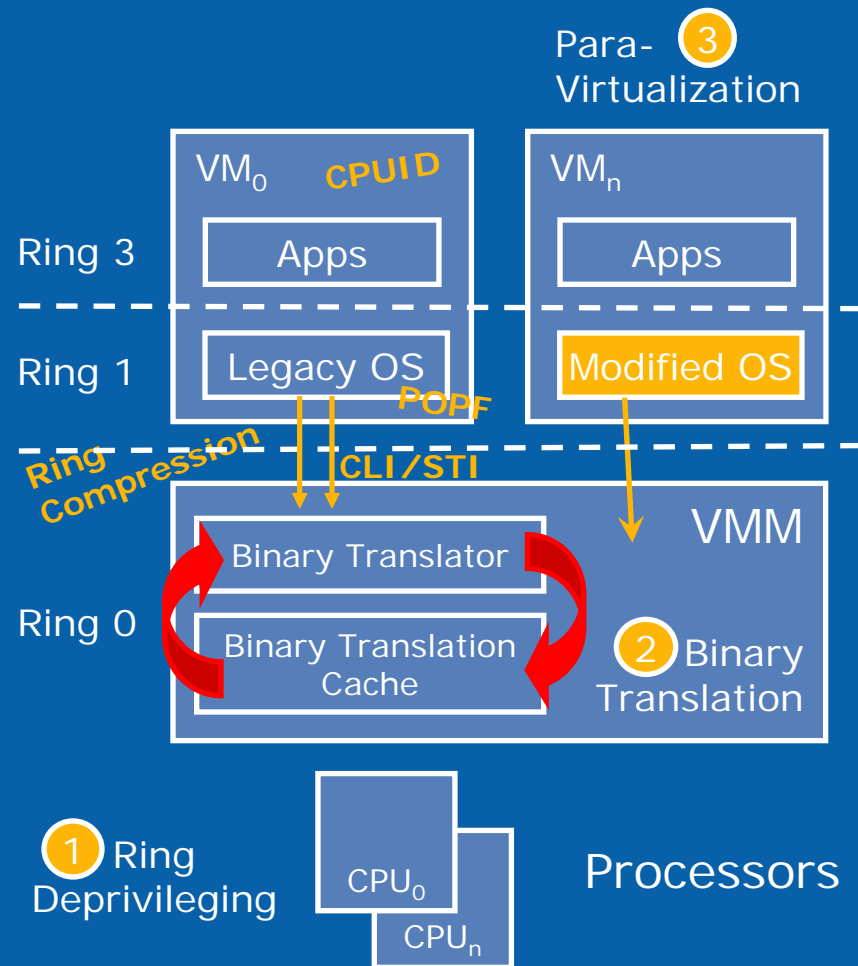 Para- 3
Virtualization
VM₀ CPUID
VMₙ
Ring 3
Apps
Apps
Ring 1
Legacy OS
Modified OS
POPF
Ring
Compression
CLI/STI
VMM
Binary Translator
Ring 0
Binary Translation
Cache
2 Binary
Translation
1 Ring
Deprivileging
CPU₀
CPUₙ
Processors